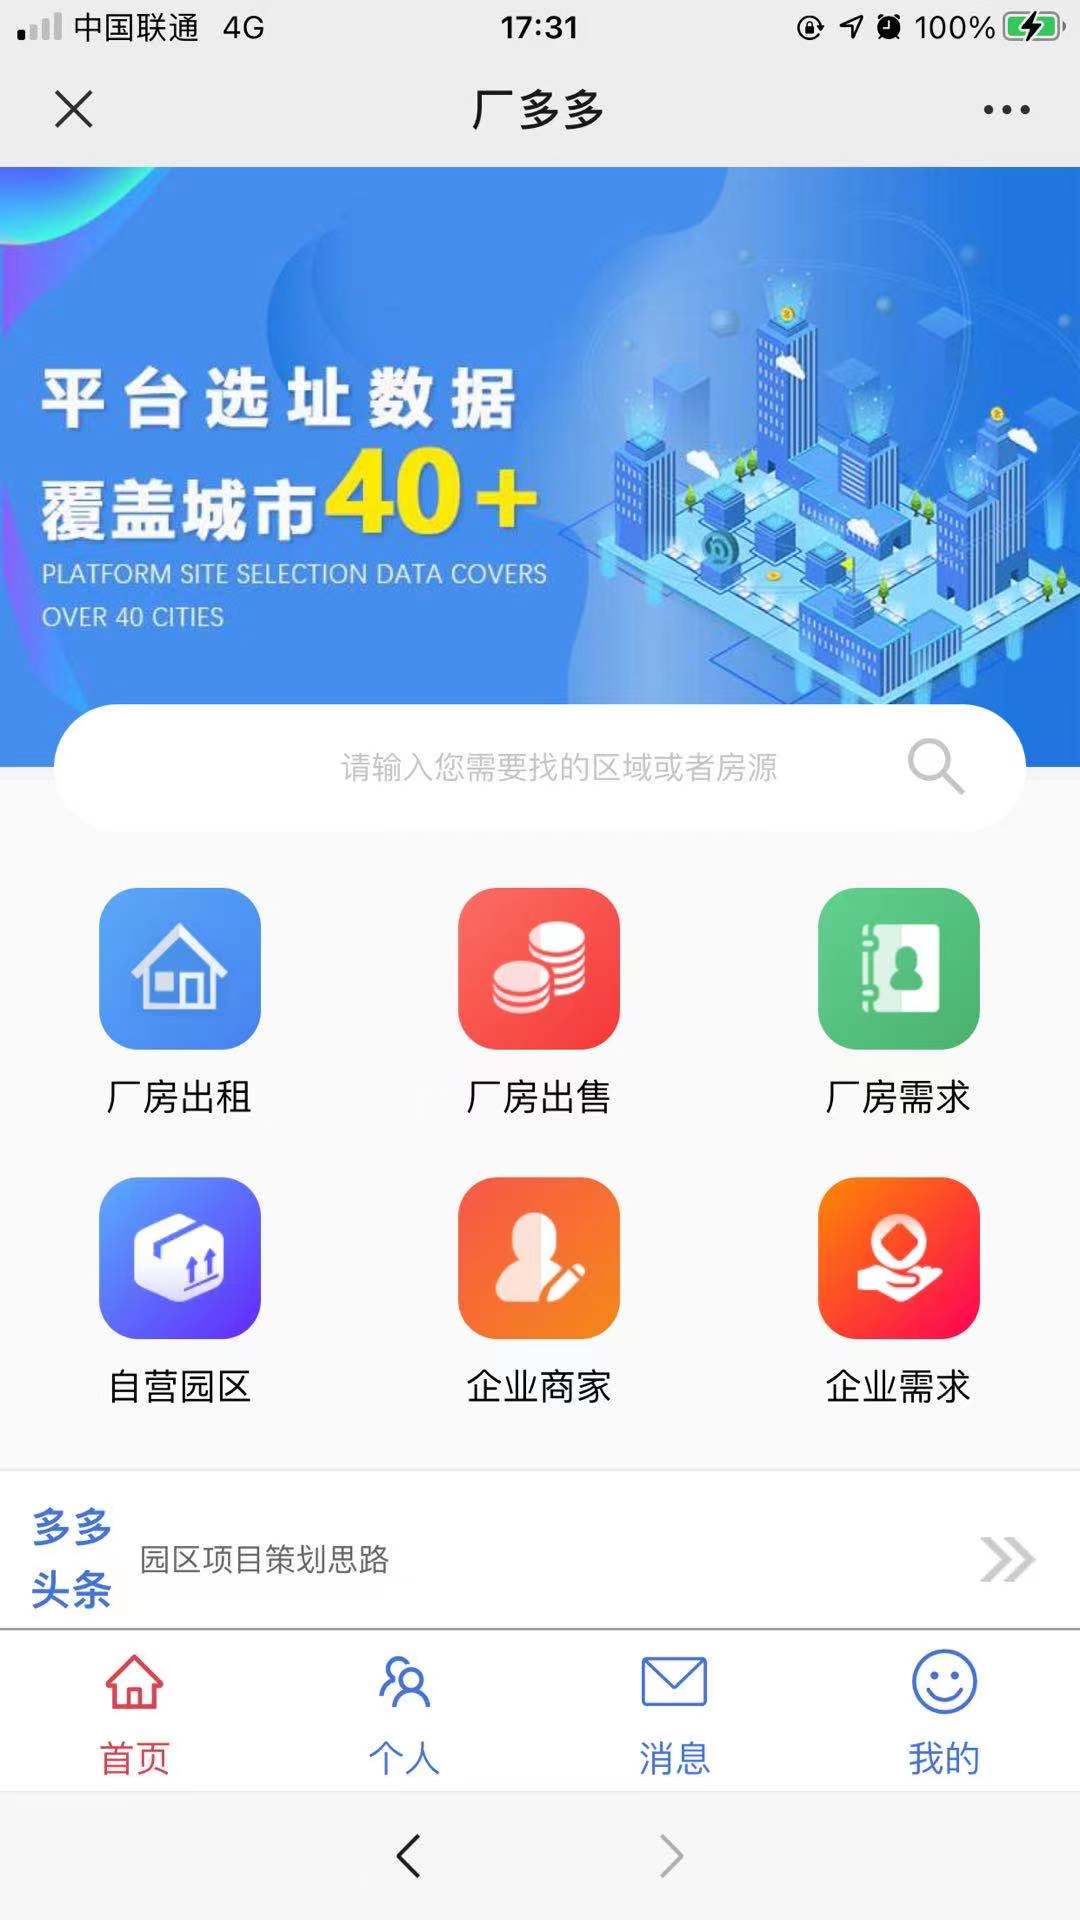 中国联通 4G 17:31 100%
厂多多
平台选址数据
覆盖城市40+
PLATFORM SITE SELECTION DATA COVERS
OVER 40 CITIES
请输入您需要找的区域或者房源
厂房出租 厂房出售 厂房需求
自营园区 企业商家 企业需求
多多
头条
园区项目策划思路
首页 个人 消息 我的